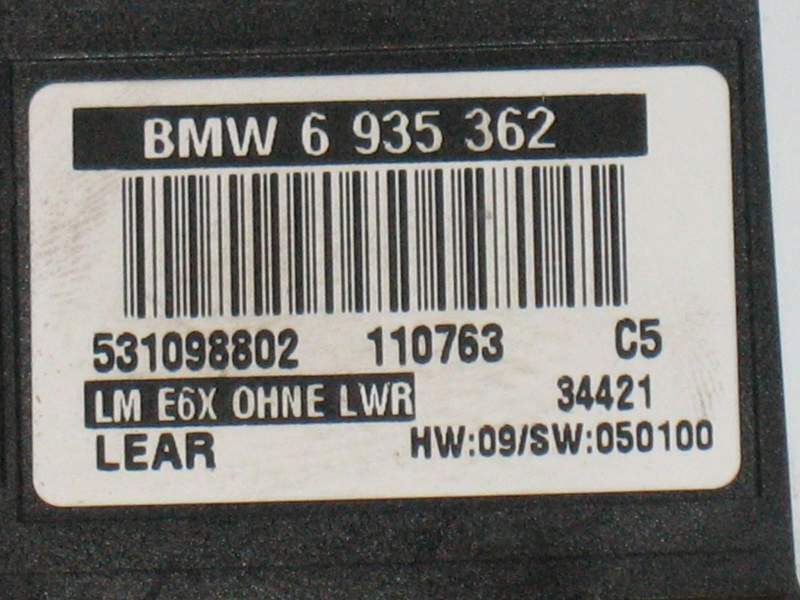 BMW 6 935 362
531098802 110763 C5
LM E6X OHNE LWR 34421
LEAR HW:09/SW:050100